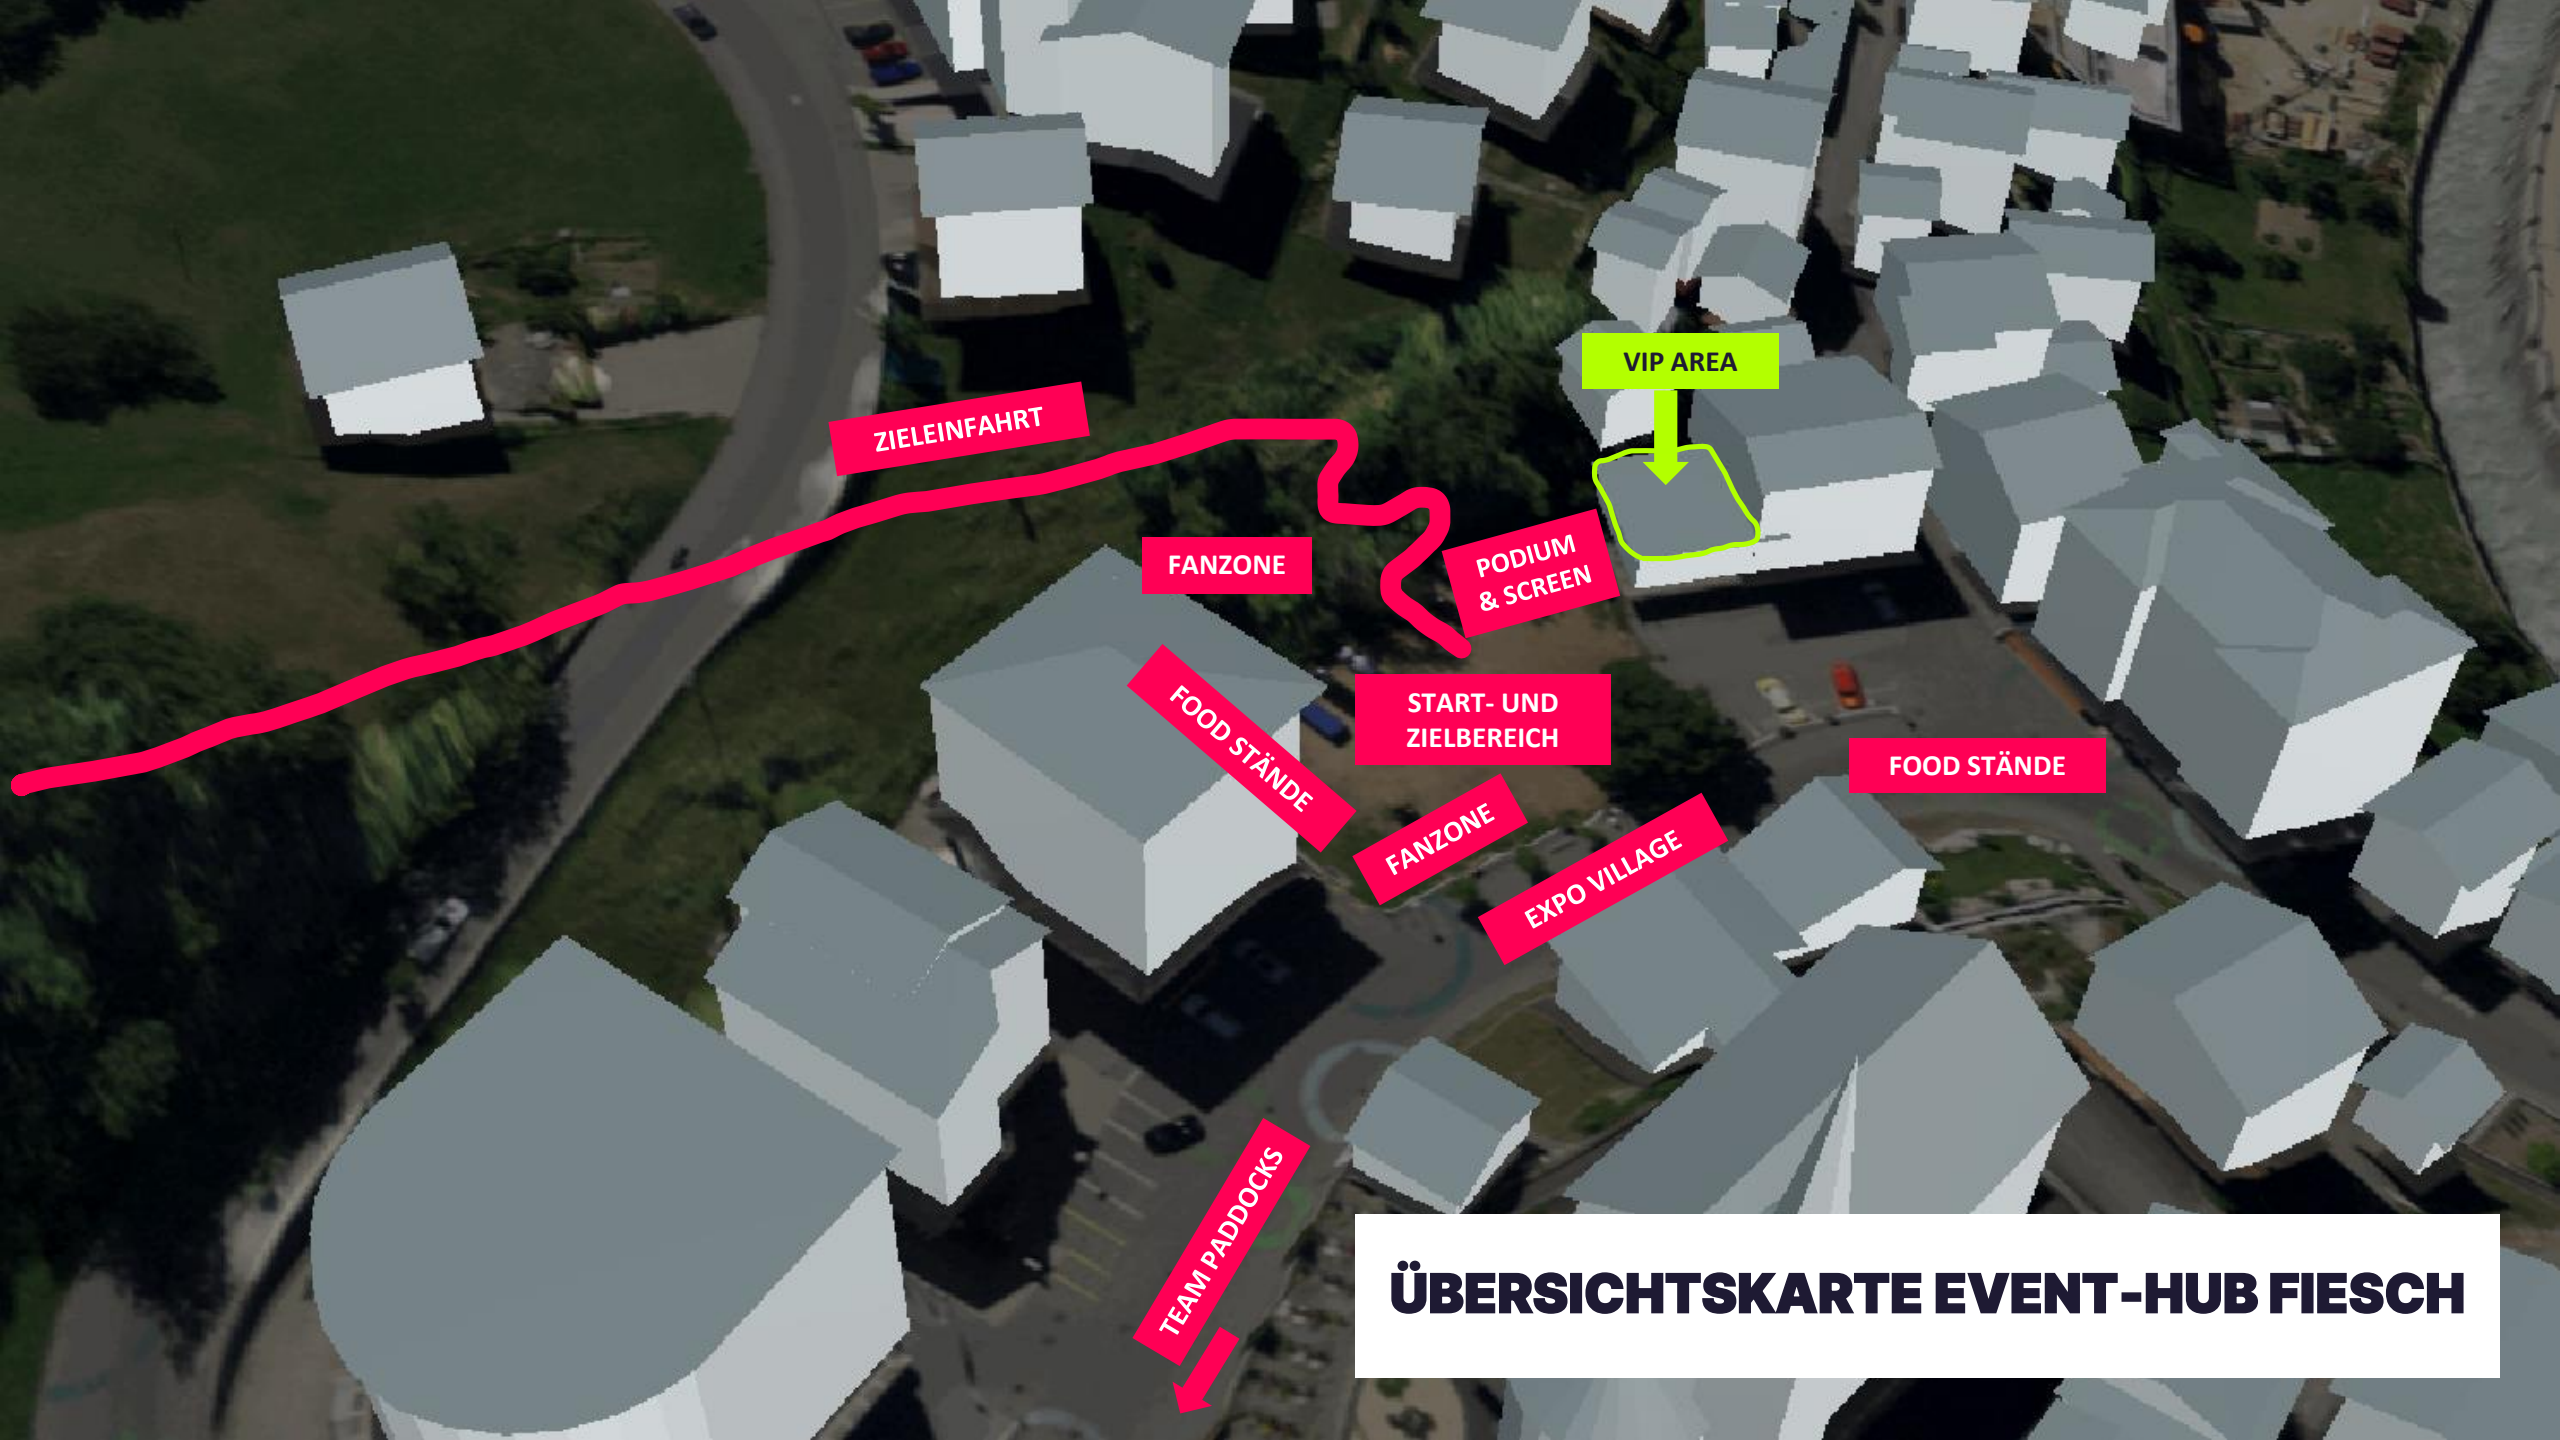 VIP AREA
ZIELEINFAHRT
FANZONE
PODIUM
& SCREEN
FOOD STÄNDE
START- UND
ZIELBEREICH
FOOD STÄNDE
FANZONE
EXPO VILLAGE
TEAM PADDOCKS
ÜBERSICHTSKARTE EVENT-HUB FIESCH